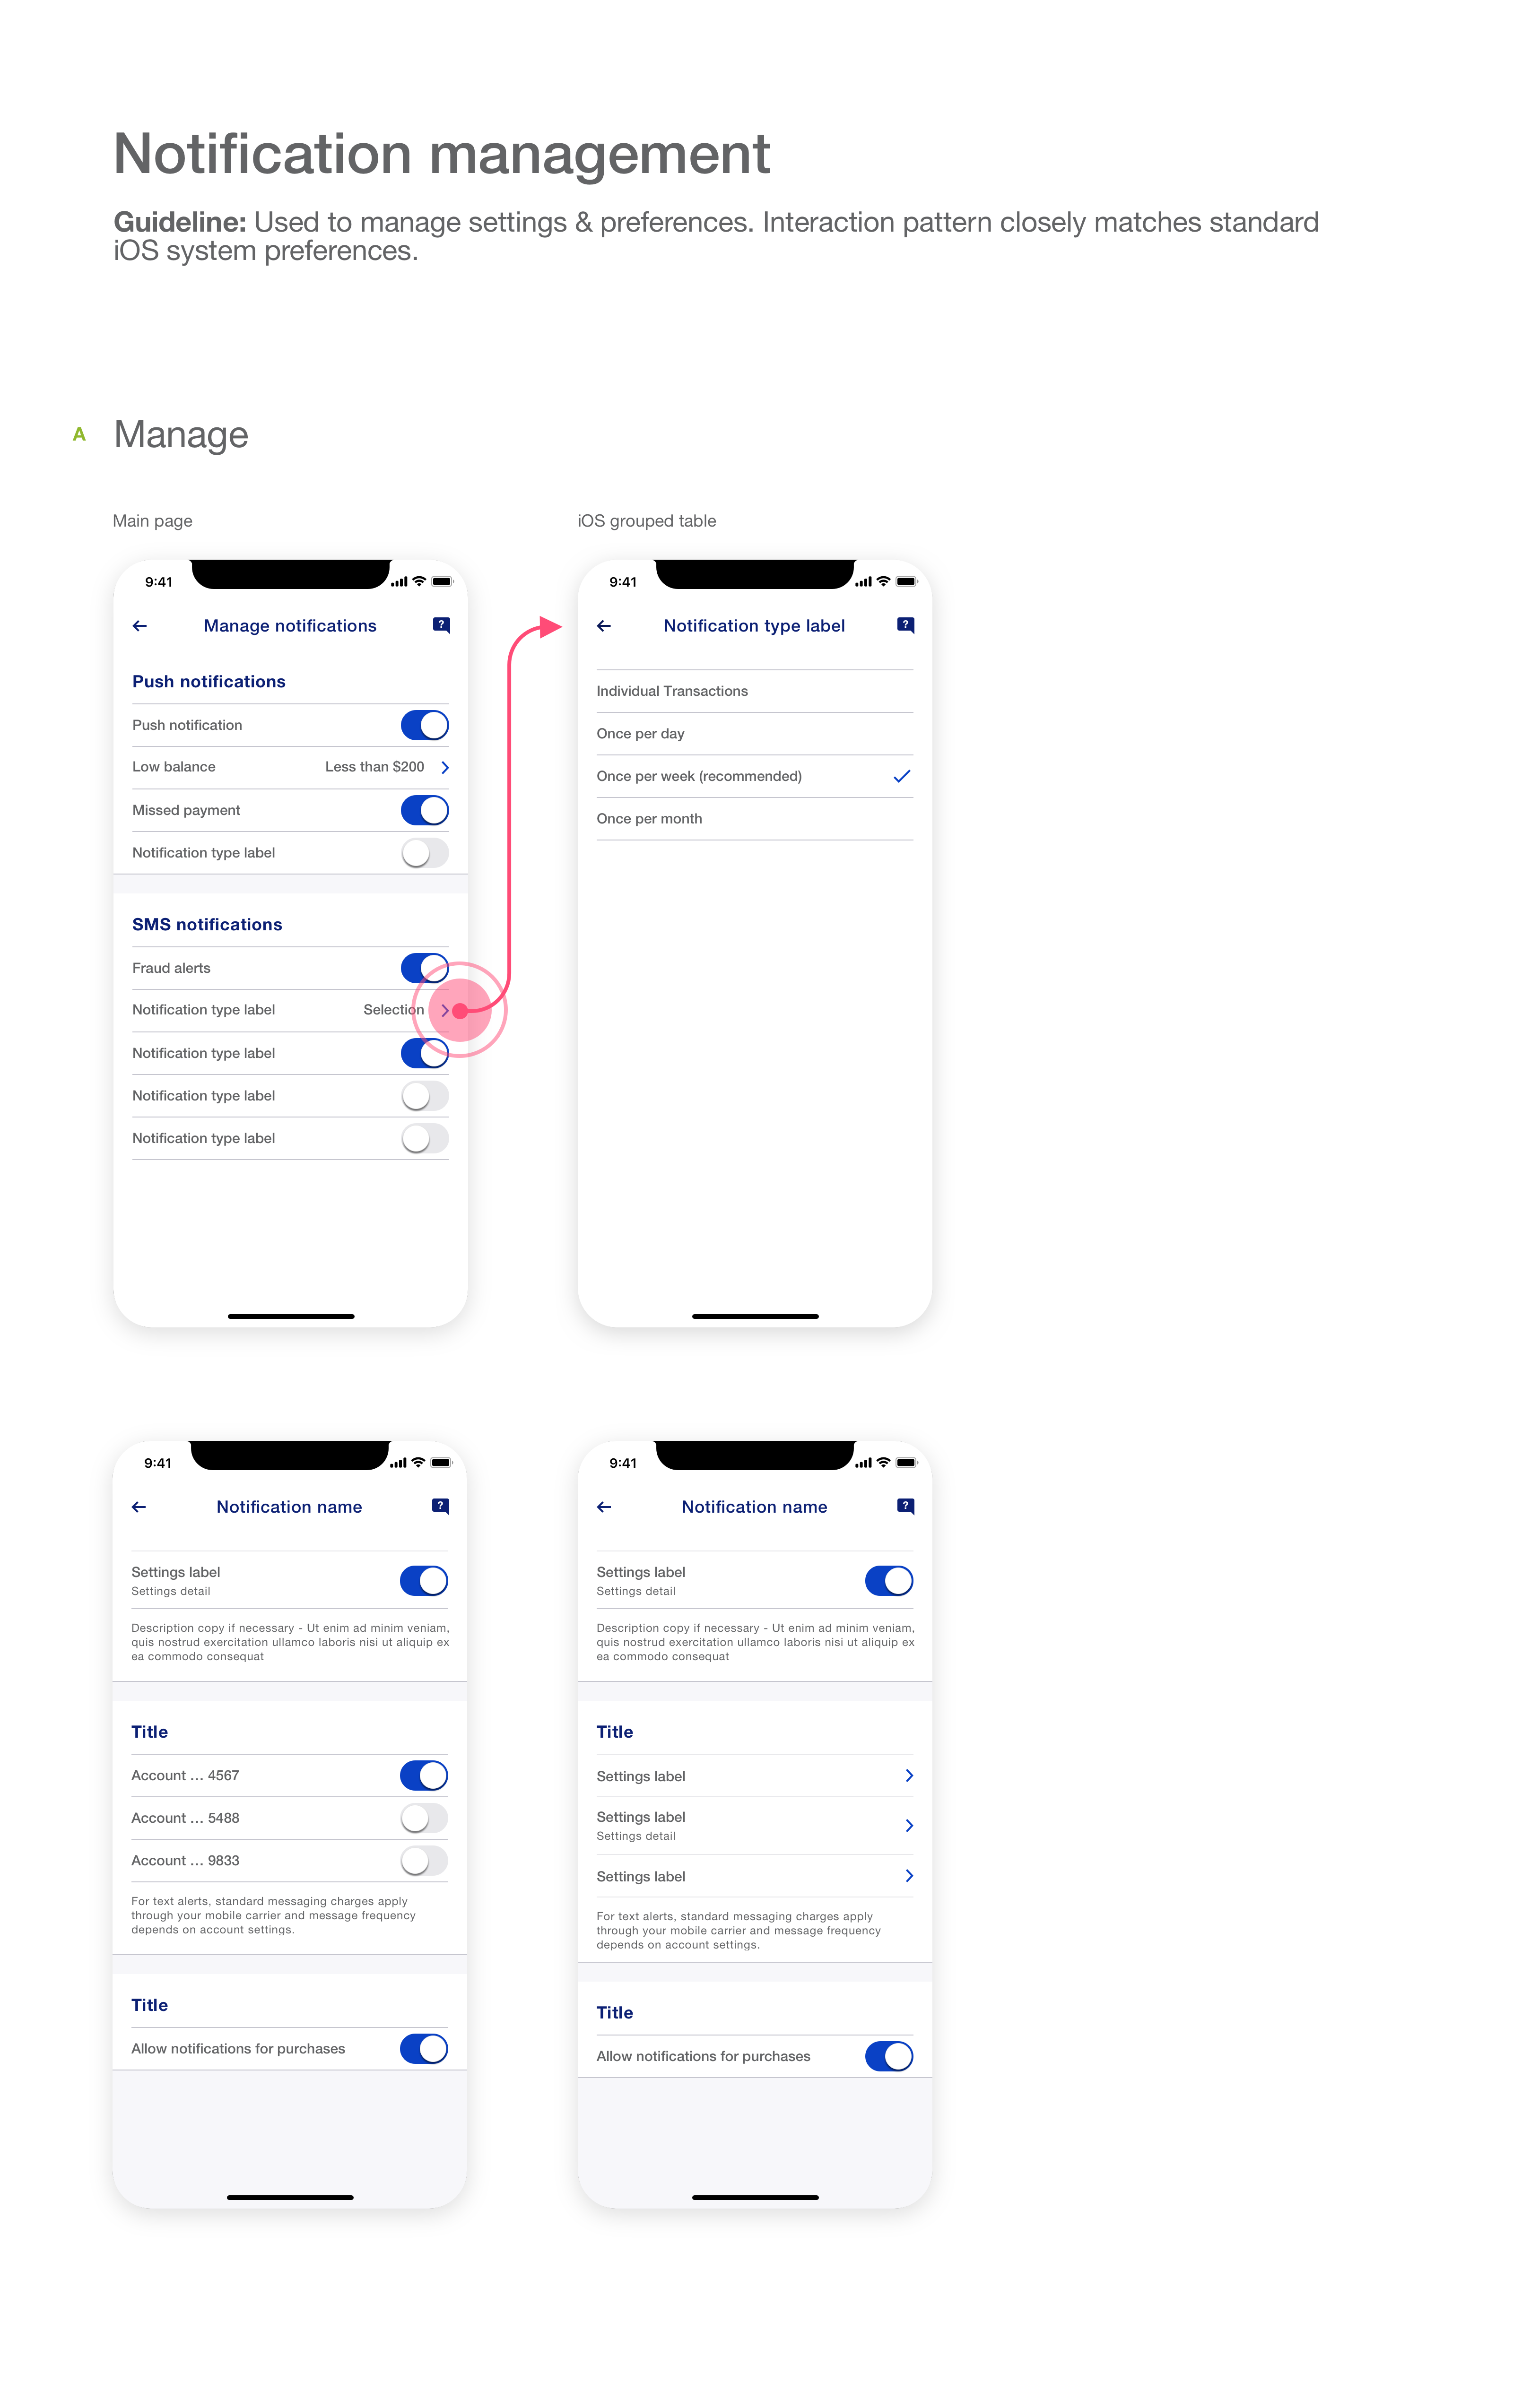 Notification management
Guideline: Used to manage settings & preferences. Interaction pattern closely matches standard
iOS system preferences.
A
Manage
Main page
9:41
Manage notifications
?
Push notifications
Push notification
Low balance Less than $200
Missed payment
Notification type label
SMS notifications
Fraud alerts
Notification type label Selection
Notification type label
Notification type label
Notification type label
iOS grouped table
9:41
Notification type label
?
Individual Transactions
Once per day
Once per week (recommended)
Once per month
9:41
Notification name
?
Settings label
Settings detail
Description copy if necessary - Ut enim ad minim veniam,
quis nostrud exercitation ullamco laboris nisi ut aliquip ex
ea commodo consequat
Title
Account ... 4567
Account ... 5488
Account ... 9833
For text alerts, standard messaging charges apply
through your mobile carrier and message frequency
depends on account settings.
Title
Allow notifications for purchases
9:41
Notification name
?
Settings label
Settings detail
Description copy if necessary - Ut enim ad minim veniam,
quis nostrud exercitation ullamco laboris nisi ut aliquip ex
ea commodo consequat
Title
Settings label
Settings label
Settings detail
Settings label
For text alerts, standard messaging charges apply
through your mobile carrier and message frequency
depends on account settings.
Title
Allow notifications for purchases